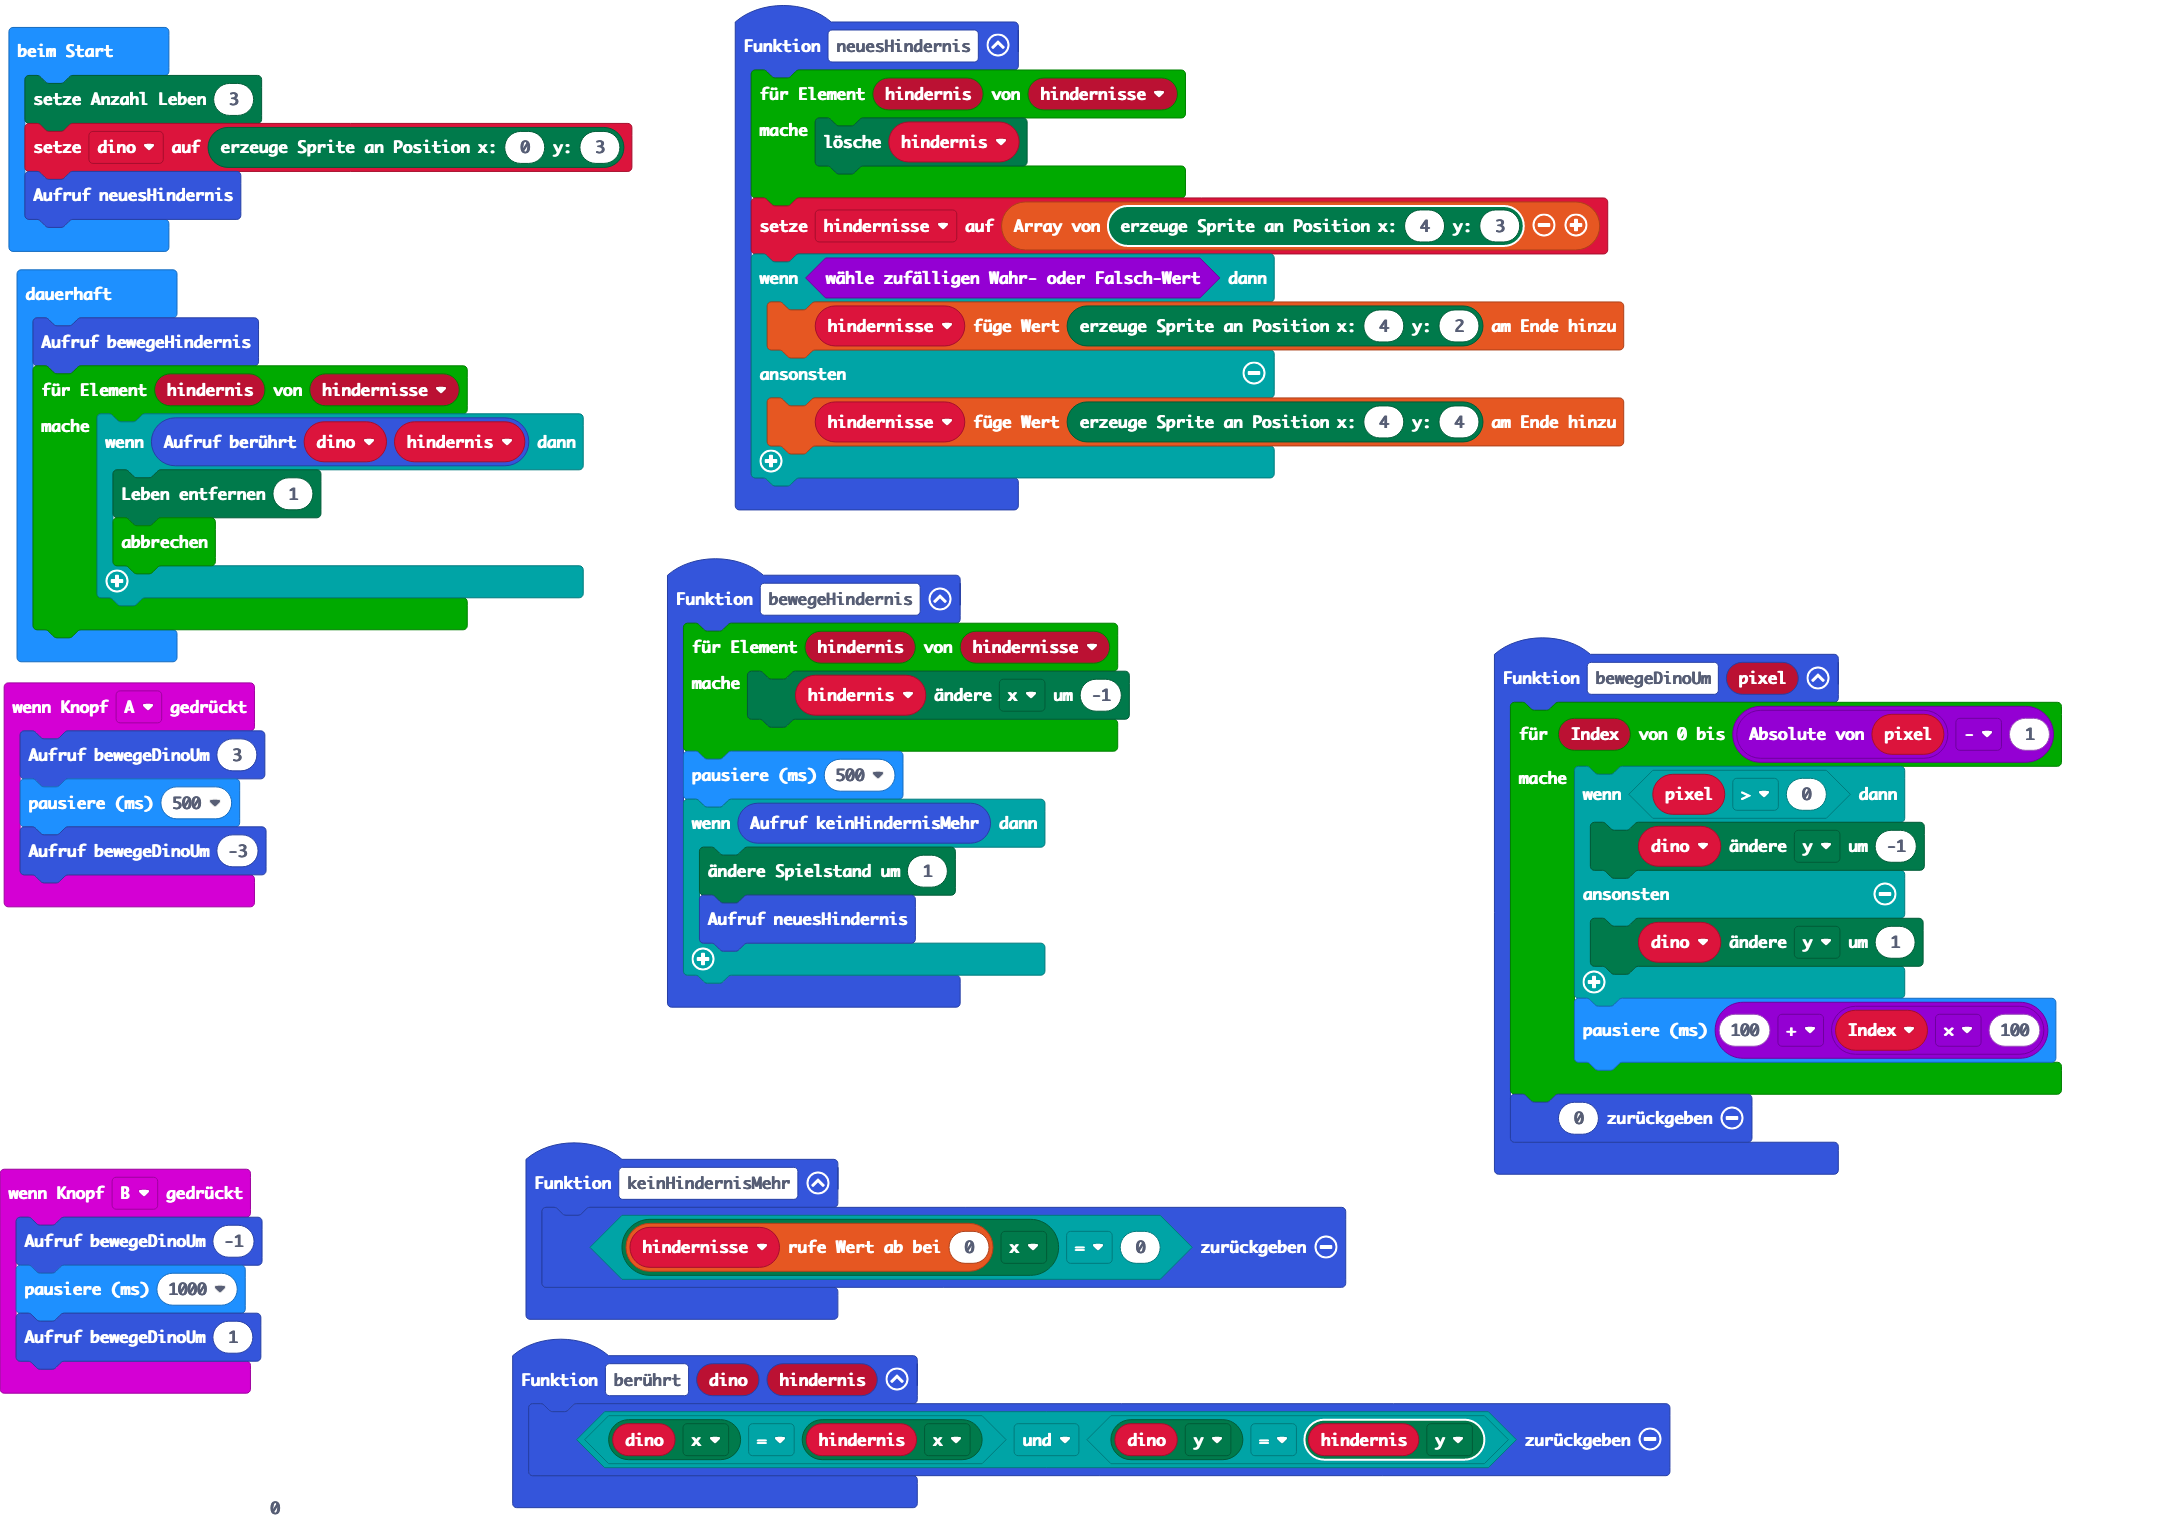 beim Start
setze Anzahl Leben 3
setze dino auf erzeuge Sprite an Position x: 0 y: 3
Aufruf neuesHindernis
dauerhaft
Aufruf bewegeHindernis
für Element hindernis von hindernisse
mache
wenn Aufruf berührt dino hindernis dann
Leben entfernen 1
abbrechen
wenn Knopf A gedrückt
Aufruf bewegeDinoUm 3
pausiere (ms) 500
Aufruf bewegeDinoUm -3
wenn Knopf B gedrückt
Aufruf bewegeDinoUm -1
pausiere (ms) 1000
Aufruf bewegeDinoUm 1
0
Funktion neuesHindernis
für Element hindernis von hindernisse
mache lösche hindernis
setze hindernisse auf Array von erzeuge Sprite an Position x: 4 y: 3
wenn wähle zufälligen Wahr- oder Falsch-Wert dann
hindernisse füge Wert erzeuge Sprite an Position x: 4 y: 2 am Ende hinzu
ansonsten
hindernisse füge Wert erzeuge Sprite an Position x: 4 y: 4 am Ende hinzu
Funktion bewegeHindernis
für Element hindernis von hindernisse
mache hindernis ändere x um -1
pausiere (ms) 500
wenn Aufruf keinHindernisMehr dann
ändere Spielstand um 1
Aufruf neuesHindernis
Funktion bewegeDinoUm pixel
für Index von 0 bis Absolute von pixel - 1
mache
wenn pixel > 0 dann
dino ändere y um -1
ansonsten
dino ändere y um 1
pausiere (ms) 100 + Index x 100
0 zurückgeben
Funktion keinHindernisMehr
hindernisse rufe Wert ab bei 0 x = 0 zurückgeben
Funktion berührt dino hindernis
dino x = hindernis x und dino y = hindernis y zurückgeben